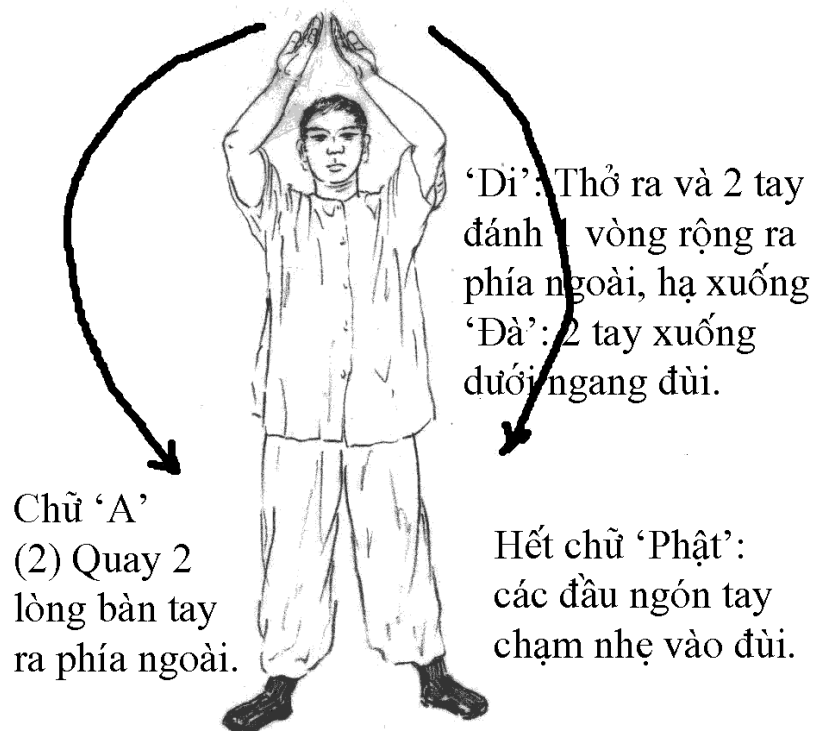 ‘Di’: Thở ra và 2 tay
đánh 1 vòng rộng ra
phía ngoài, hạ xuống
‘Đà’: 2 tay xuống
dưới ngang đùi.
Chữ ‘A’
(2) Quay 2
lòng bàn tay
ra phía ngoài.
Hết chữ ‘Phật’:
các đầu ngón tay
chạm nhẹ vào đùi.